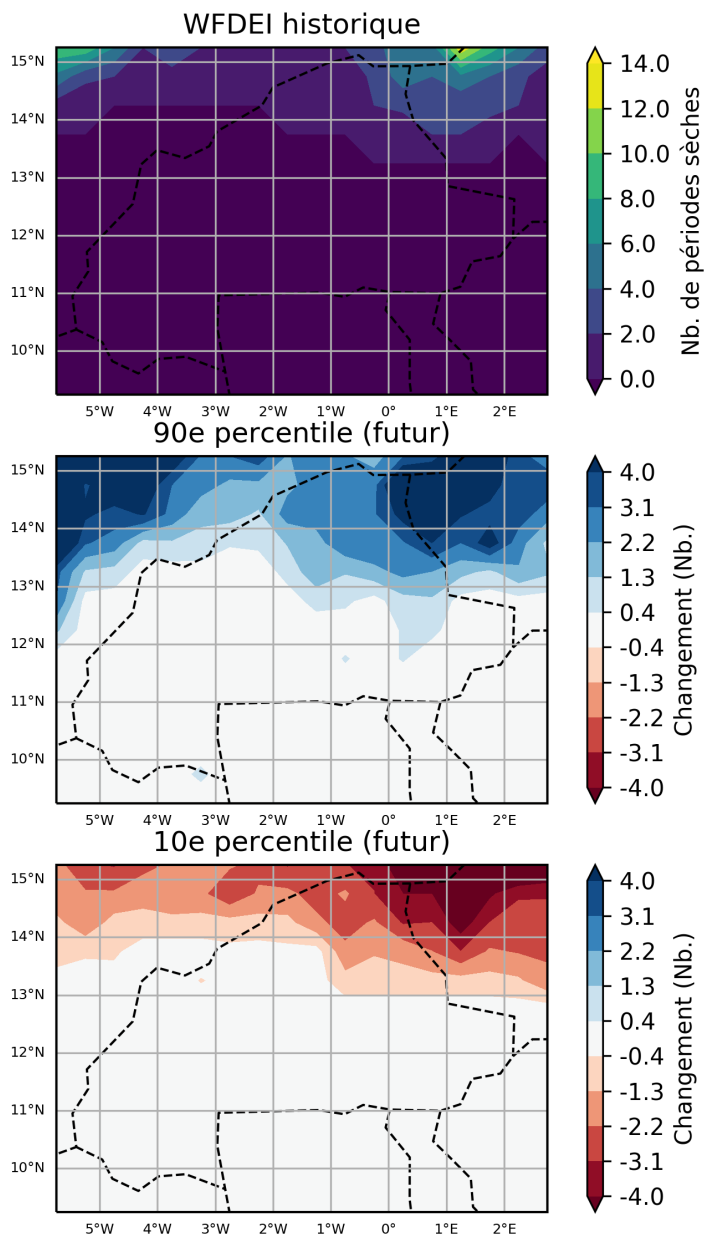 WFDEI historique
15°N
14°N
13°N
12°N
11°N
10°N
5°W 4°W 3°W 2°W 1°W 0° 1°E 2°E
14.0
12.0
10.0
8.0
6.0
4.0
2.0
0.0
Nb. de périodes sèches
90e percentile (futur)
15°N
14°N
13°N
12°N
11°N
10°N
5°W 4°W 3°W 2°W 1°W 0° 1°E 2°E
4.0
3.1
2.2
1.3
0.4
-0.4
-1.3
-2.2
-3.1
-4.0
Changement (Nb.)
10e percentile (futur)
15°N
14°N
13°N
12°N
11°N
10°N
5°W 4°W 3°W 2°W 1°W 0° 1°E 2°E
4.0
3.1
2.2
1.3
0.4
-0.4
-1.3
-2.2
-3.1
-4.0
Changement (Nb.)